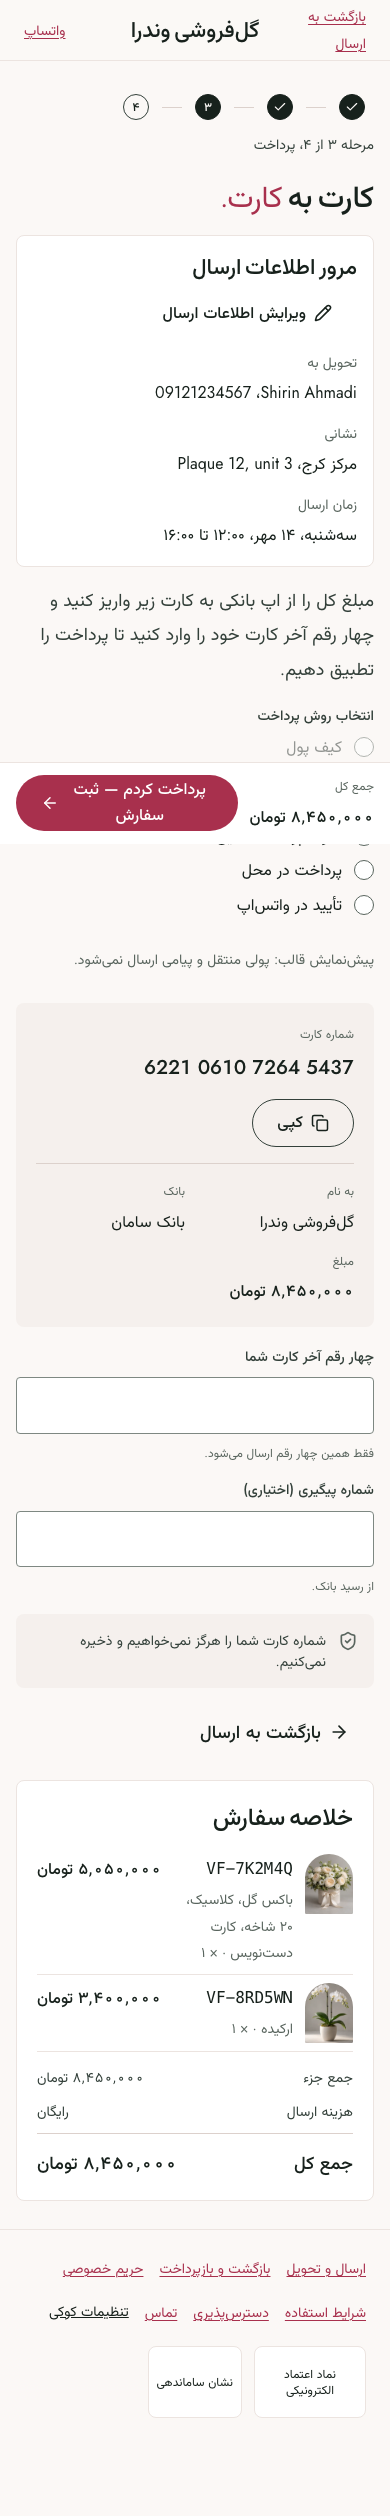 بازگشت به
ارسال
گل‌فروشی وندرا
واتساپ
۳
۴
مرحله ۳ از ۴، پرداخت
کارت به کارت.
مرور اطلاعات ارسال
ویرایش اطلاعات ارسال
تحویل به
Shirin Ahmadi، 09121234567
نشانی
مرکز کرج، Plaque 12, unit 3
زمان ارسال
سه‌شنبه، ۱۴ مهر، ۱۲:۰۰ تا ۱۶:۰۰
مبلغ کل را از اپ بانکی به کارت زیر واریز کنید و
چهار رقم آخر کارت خود را وارد کنید تا پرداخت را
تطبیق دهیم.
انتخاب روش پرداخت
کیف پول
جمع کل
۸,۴۵۰,۰۰۰ تومان
پرداخت کردم — ثبت
سفارش
پرداخت در محل
تأیید در واتس‌اپ
پیش‌نمایش قالب: پولی منتقل و پیامی ارسال نمی‌شود.
شماره کارت
6221 0610 7264 5437
کپی
به نام
گل‌فروشی وندرا
بانک
بانک سامان
مبلغ
۸,۴۵۰,۰۰۰ تومان
چهار رقم آخر کارت شما
فقط همین چهار رقم ارسال می‌شود.
شماره پیگیری (اختیاری)
از رسید بانک.
شماره کارت شما را هرگز نمی‌خواهیم و ذخیره
نمی‌کنیم.
بازگشت به ارسال
خلاصه سفارش
VF–7K2M4Q
۵,۰۵۰,۰۰۰ تومان
باکس گل، کلاسیک،
۲۰ شاخه، کارت
دست‌نویس · × ۱
VF–8RD5WN
۳,۴۰۰,۰۰۰ تومان
ارکیده · × ۱
جمع جزء
۸,۴۵۰,۰۰۰ تومان
هزینه ارسال
رایگان
جمع کل
۸,۴۵۰,۰۰۰ تومان
ارسال و تحویل
بازگشت و بازپرداخت
حریم خصوصی
شرایط استفاده
دسترس‌پذیری
تماس
تنظیمات کوکی
نماد اعتماد
الکترونیکی
نشان ساماندهی